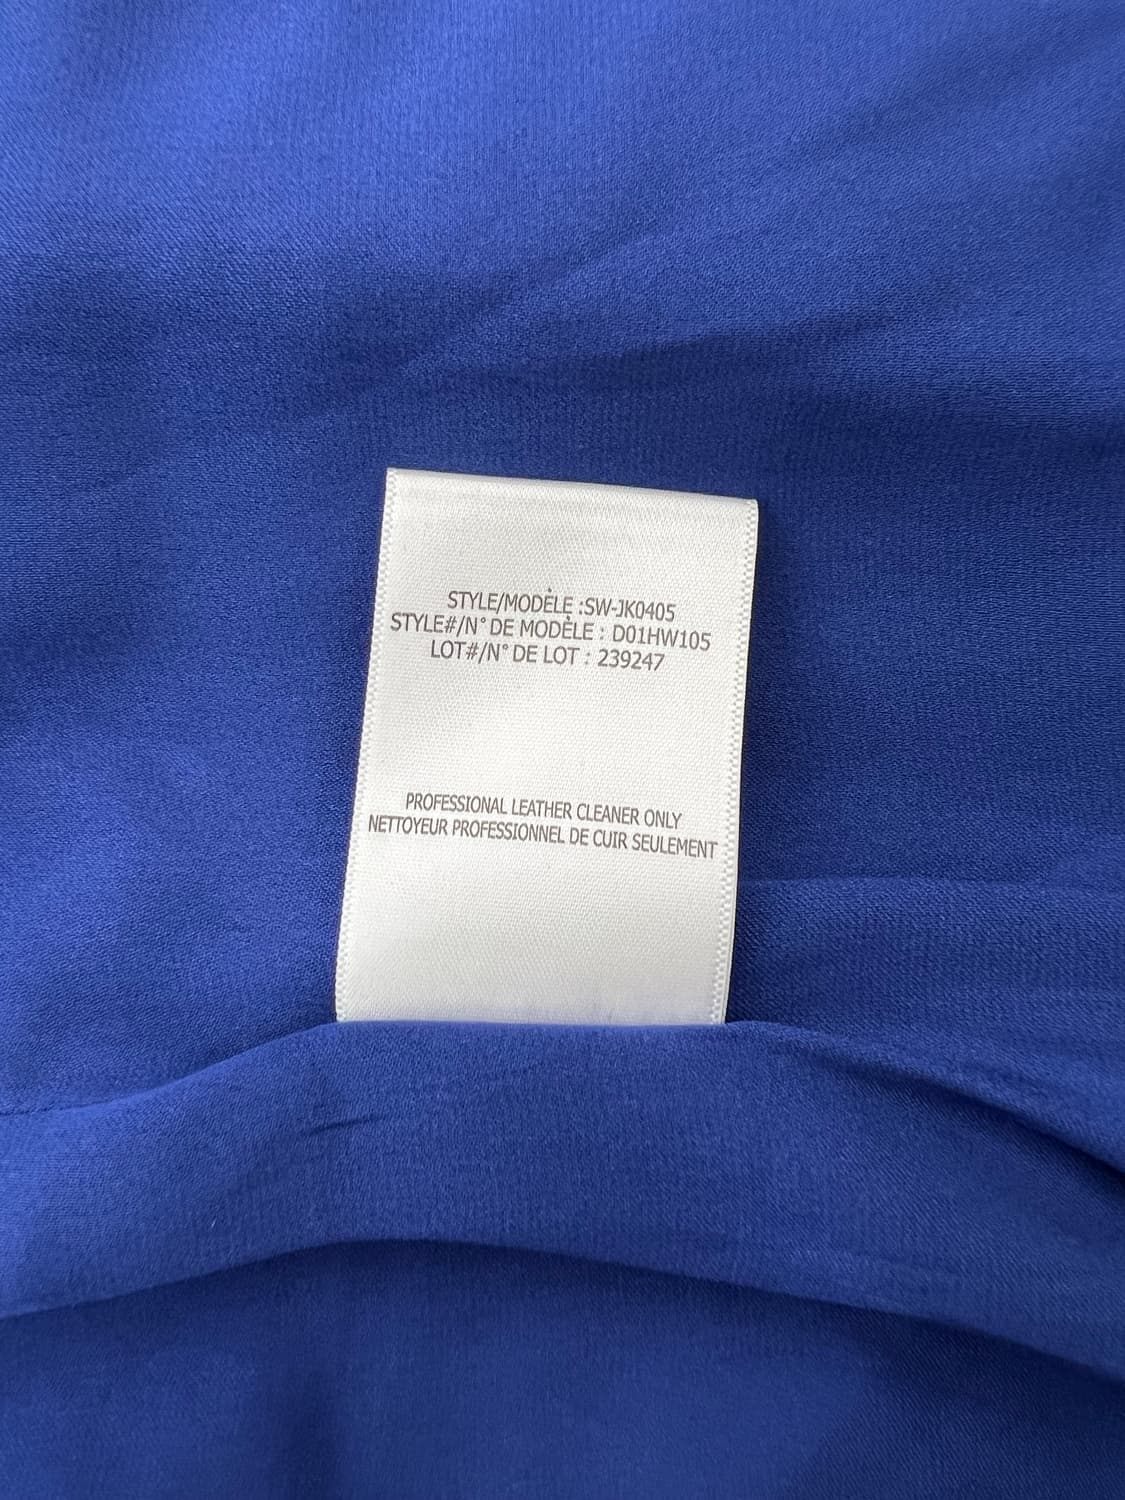 STYLE/MODÈLE :SW-JK0405
STYLE#/N° DE MODÈLE : D01HW105
LOT#/N° DE LOT : 239247
PROFESSIONAL LEATHER CLEANER ONLY
NETTOYEUR PROFESSIONNEL DE CUIR SEULEMENT